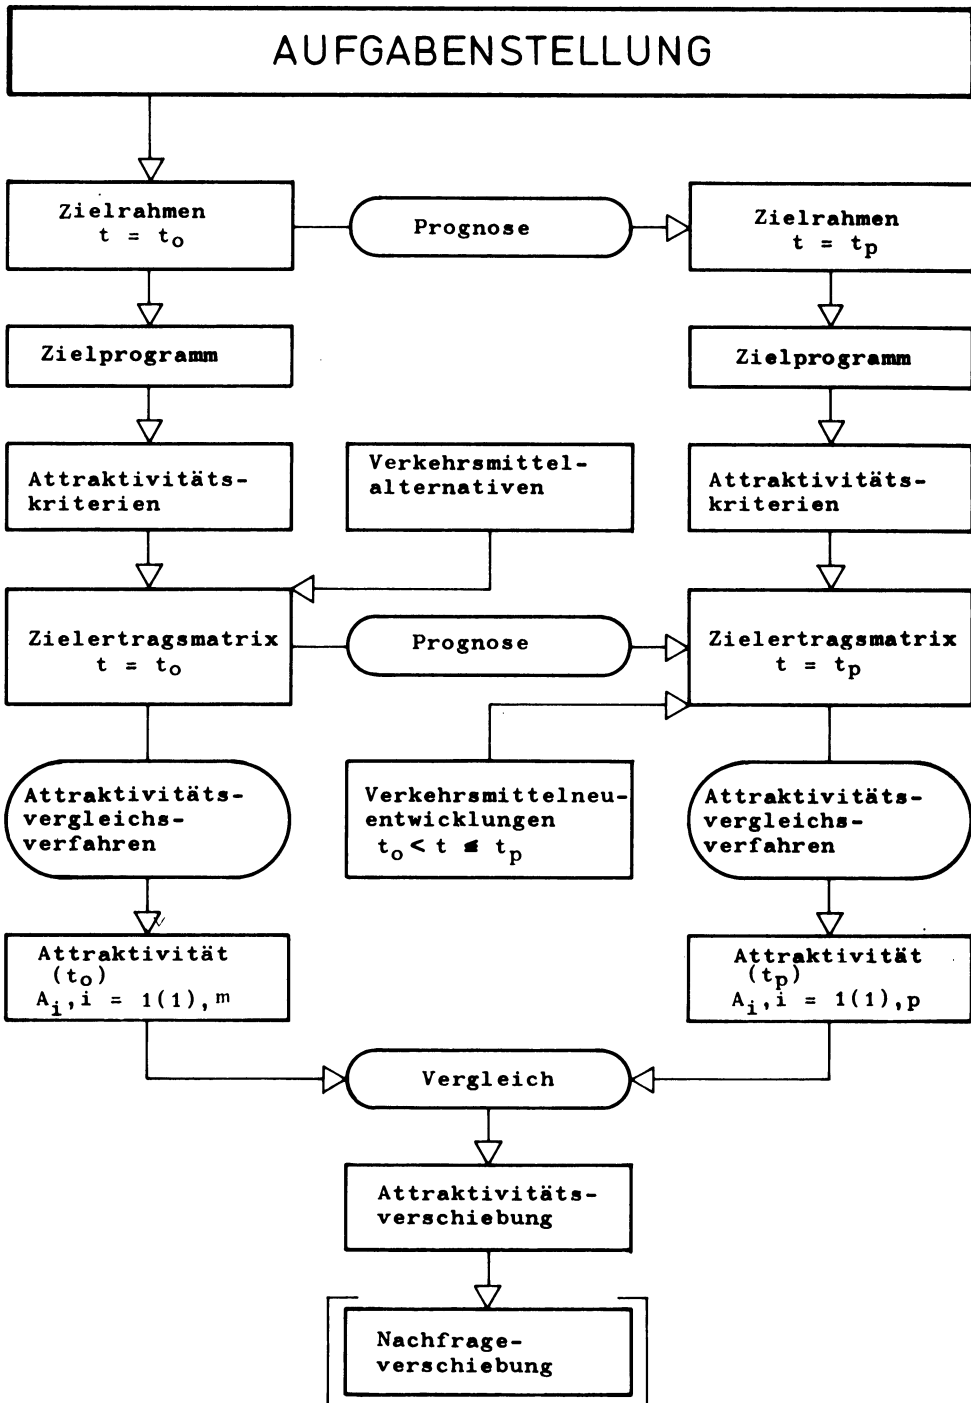 AUFGABENSTELLUNG
Zielrahmen
t = to
Prognose
Zielrahmen
t = tp
Zielprogramm
Zielprogramm
Attraktivitäts-
kriterien
Verkehrsmittel-
alternativen
Attraktivitäts-
kriterien
Zielertragsmatrix
t = to
Prognose
Zielertragsmatrix
t = tp
Attraktivitäts-
vergleichs-
verfahren
Verkehrsmittelneu-
entwicklungen
to < t ≤ tp
Attraktivitäts-
vergleichs-
verfahren
Attraktivität
(to)
Ai, i = 1(1), m
Attraktivität
(tp)
Ai, i = 1(1), p
Vergleich
Attraktivitäts-
verschiebung
Nachfrage-
verschiebung